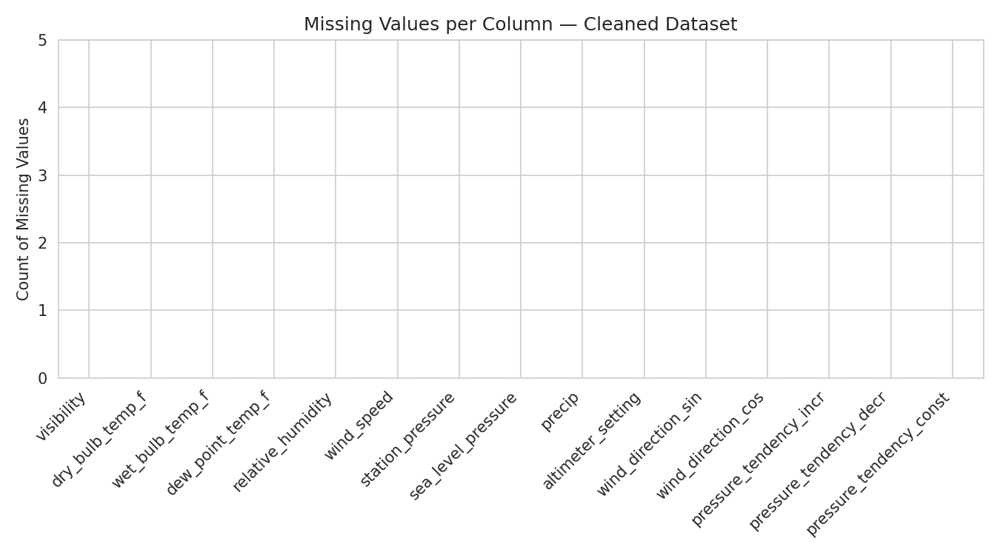 Missing Values per Column — Cleaned Dataset
Count of Missing Values
5
4
3
2
1
0
visibility
dry_bulb_temp_f
wet_bulb_temp_f
dew_point_temp_f
relative_humidity
wind_speed
station_pressure
sea_level_pressure
precip
altimeter_setting
wind_direction_sin
wind_direction_cos
pressure_tendency_incr
pressure_tendency_decr
pressure_tendency_const